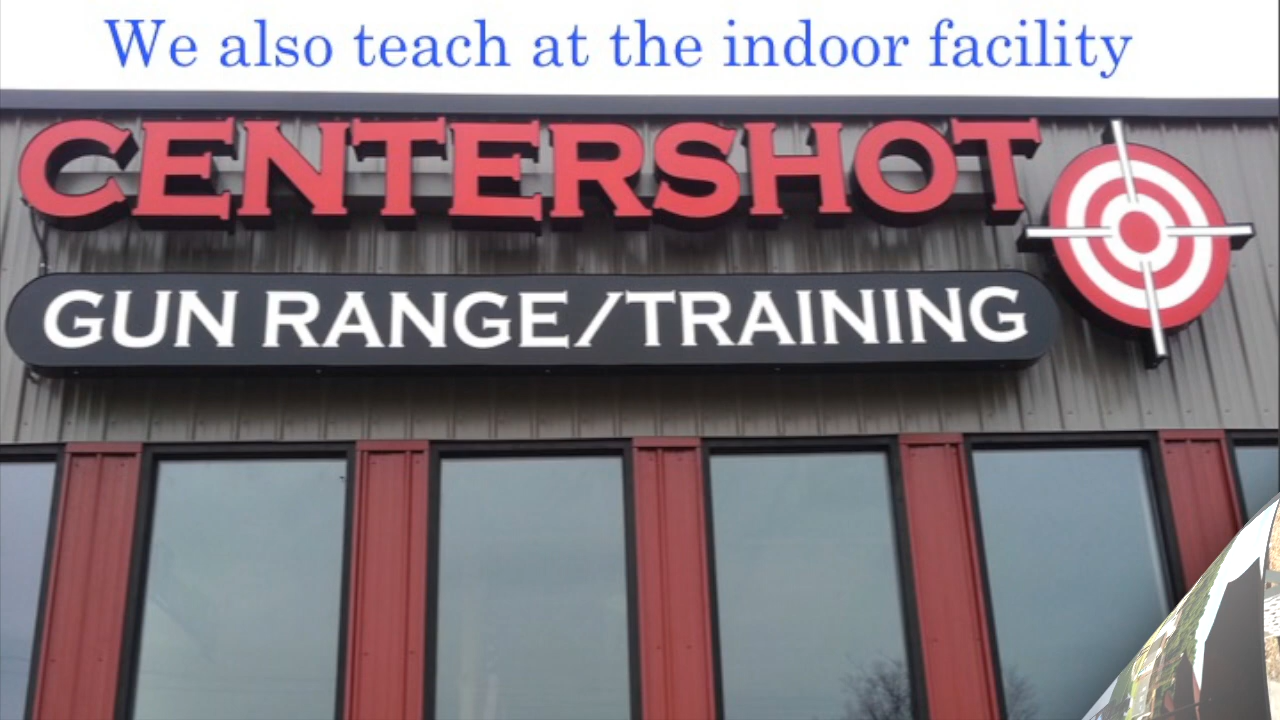 We also teach at the indoor facility
CENTERSHOT
GUN RANGE/TRAINING